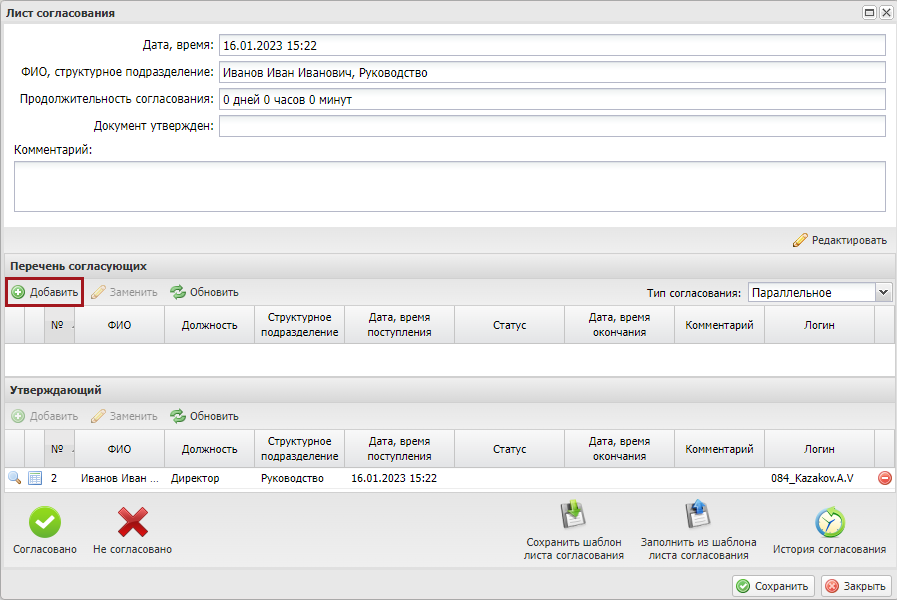 Лист согласования
Дата, время: 16.01.2023 15:22
ФИО, структурное подразделение: Иванов Иван Иванович, Руководство
Продолжительность согласования: 0 дней 0 часов 0 минут
Документ утвержден:
Комментарий:
Редактировать
Перечень согласующих
Добавить Заменить Обновить Тип согласования: Параллельное
№ ФИО Должность Структурное подразделение Дата, время поступления Статус Дата, время окончания Комментарий Логин
Утверждающий
Добавить Заменить Обновить
№ ФИО Должность Структурное подразделение Дата, время поступления Статус Дата, время окончания Комментарий Логин
2 Иванов Иван ... Директор Руководство 16.01.2023 15:22 084_Kazakov.A.V
Согласовано Не согласовано Сохранить шаблон листа согласования Заполнить из шаблона листа согласования История согласования
Сохранить Закрыть